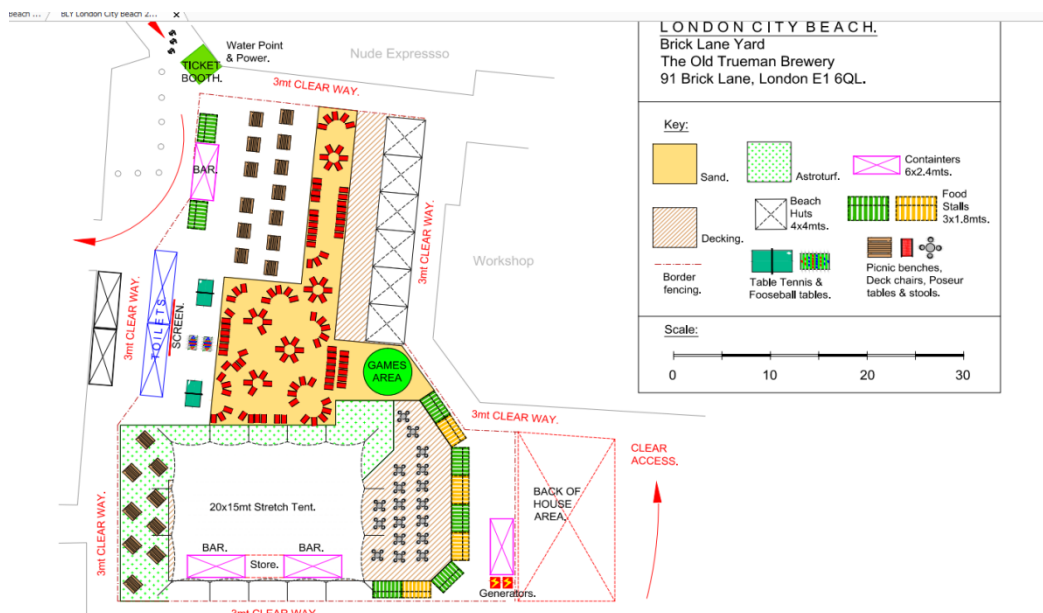 Beach ...
BLY London City Beach 2...
x
Water Point
& Power.
Nude Expressso
TICKET
BOOTH.
3mt CLEAR WAY.
BAR.
3mt CLEAR WAY.
Workshop
3mt CLEAR WAY.
TOILETS
SCREEN.
GAMES
AREA
3mt CLEAR WAY.
CLEAR
ACCESS.
BACK OF
HOUSE
AREA.
20x15mt Stretch Tent.
3mt CLEAR WAY.
BAR.
Store.
BAR.
Generators.
3mt CLEAR WAY.
LONDON CITY BEACH.
Brick Lane Yard
The Old Trueman Brewery
91 Brick Lane, London E1 6QL.
Key:
Sand.
Astroturf.
Containters
6x2.4mts.
Decking.
Beach
Huts
4x4mts.
Food
Stalls
3x1.8mts.
Border
fencing.
Table Tennis &
Fooseball tables.
Picnic benches,
Deck chairs, Poseur
tables & stools.
Scale:
0 10 20 30